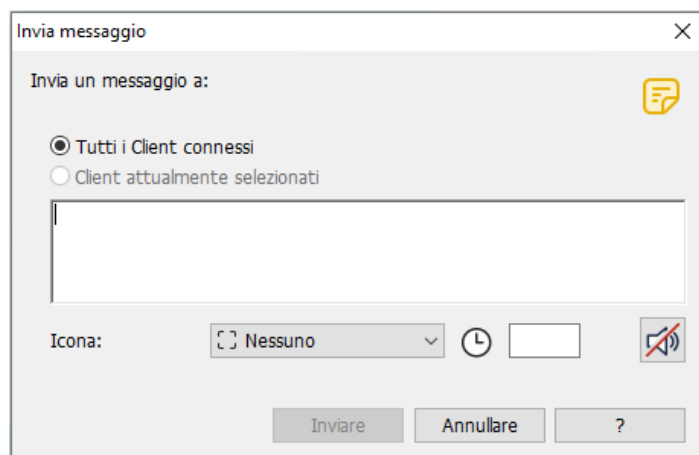 Invia messaggio
Invia un messaggio a:
Tutti i Client connessi
Client attualmente selezionati
Icona:
Nessuno
Inviare
Annullare
?